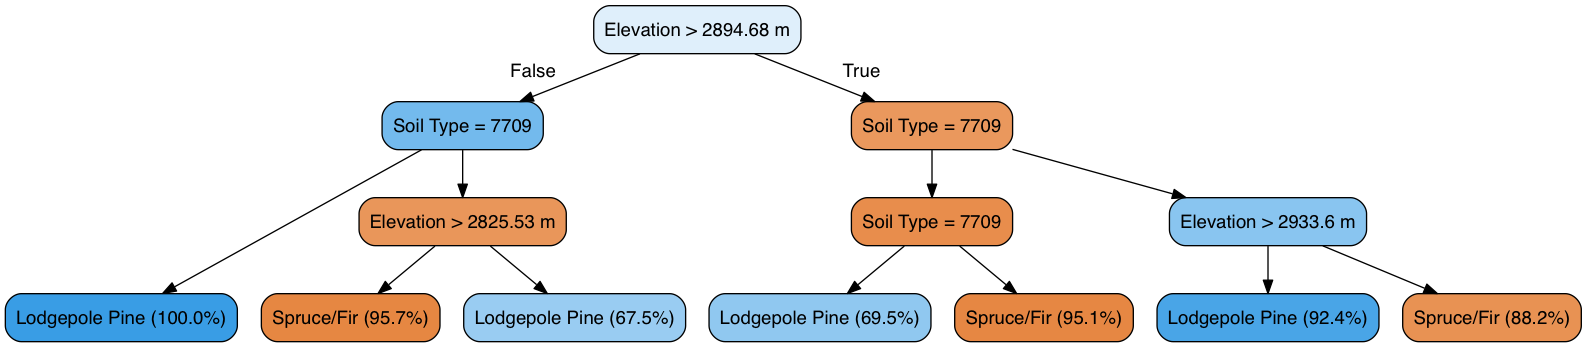 Elevation > 2894.68 m
False
True
Soil Type = 7709
Soil Type = 7709
Elevation > 2825.53 m
Soil Type = 7709
Elevation > 2933.6 m
Lodgepole Pine (100.0%)
Spruce/Fir (95.7%)
Lodgepole Pine (67.5%)
Lodgepole Pine (69.5%)
Spruce/Fir (95.1%)
Lodgepole Pine (92.4%)
Spruce/Fir (88.2%)